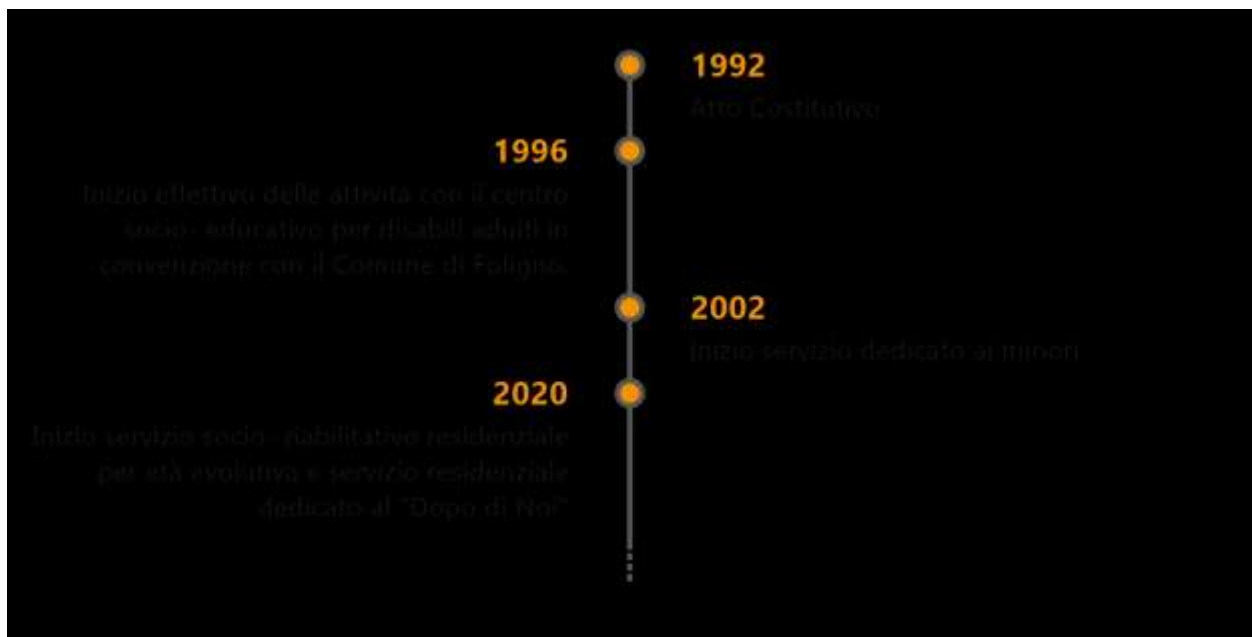 1992
Atto Costitutivo
1996
Inizio effettivo delle attività con il centro
socio- educativo per disabili adulti in
convenzione con il Comune di Foligno.
2002
Inizio servizio dedicato ai minori
2020
Inizio servizio socio- riabilitativo residenziale
per età evolutiva e servizio residenziale
dedicato al "Dopo di Noi"